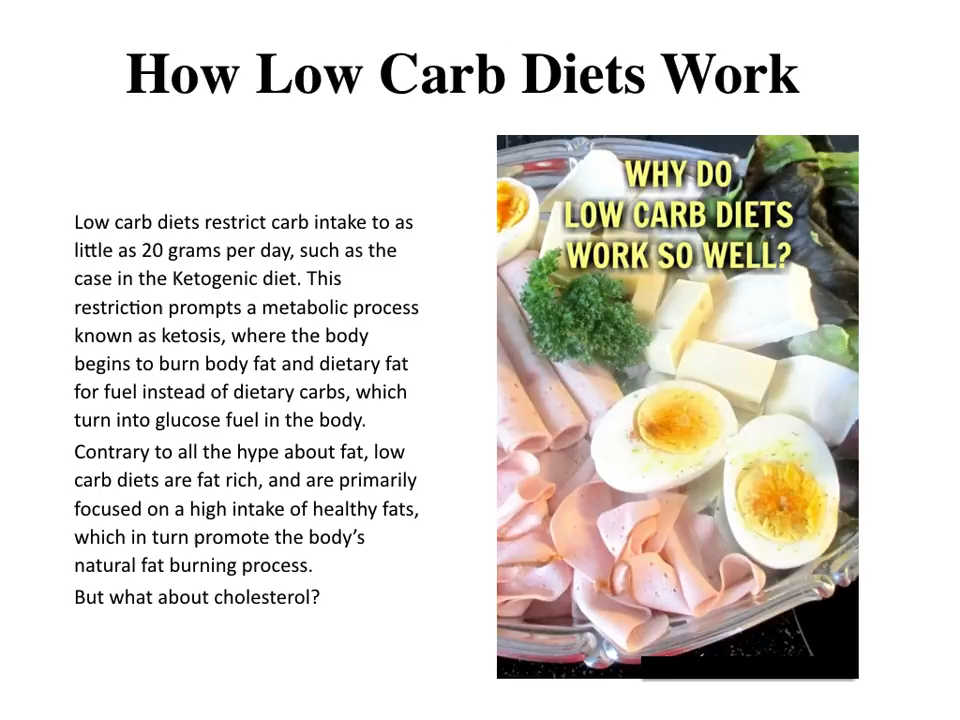 How Low Carb Diets Work
WHY DO
LOW CARB DIETS
WORK SO WELL?
Low carb diets restrict carb intake to as
little as 20 grams per day, such as the
case in the Ketogenic diet. This
restriction prompts a metabolic process
known as ketosis, where the body
begins to burn body fat and dietary fat
for fuel instead of dietary carbs, which
turn into glucose fuel in the body.
Contrary to all the hype about fat, low
carb diets are fat rich, and are primarily
focused on a high intake of healthy fats,
which in turn promote the body’s
natural fat burning process.
But what about cholesterol?